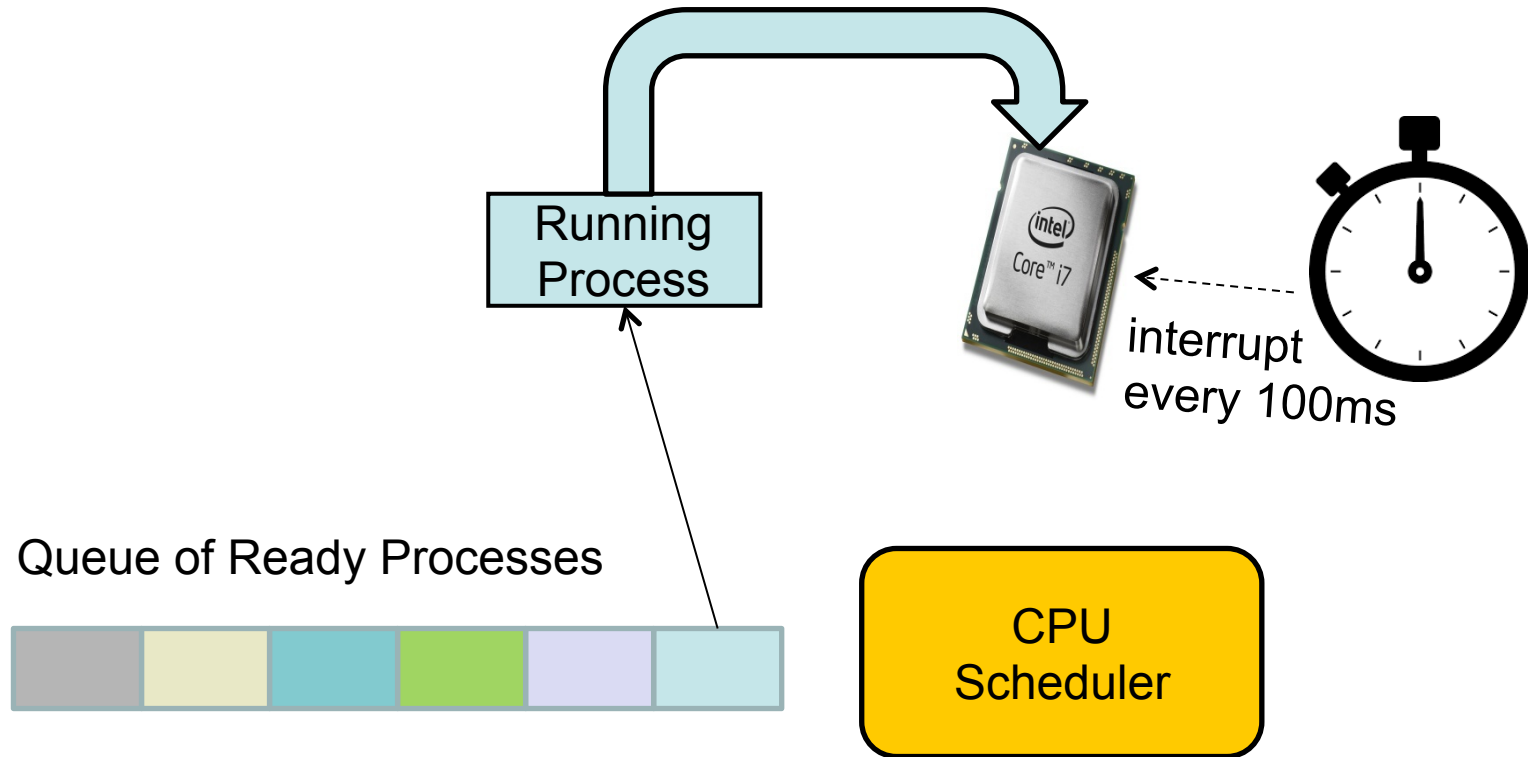 Running
Process
intel
Core™ i7
interrupt
every 100ms
Queue of Ready Processes
CPU
Scheduler